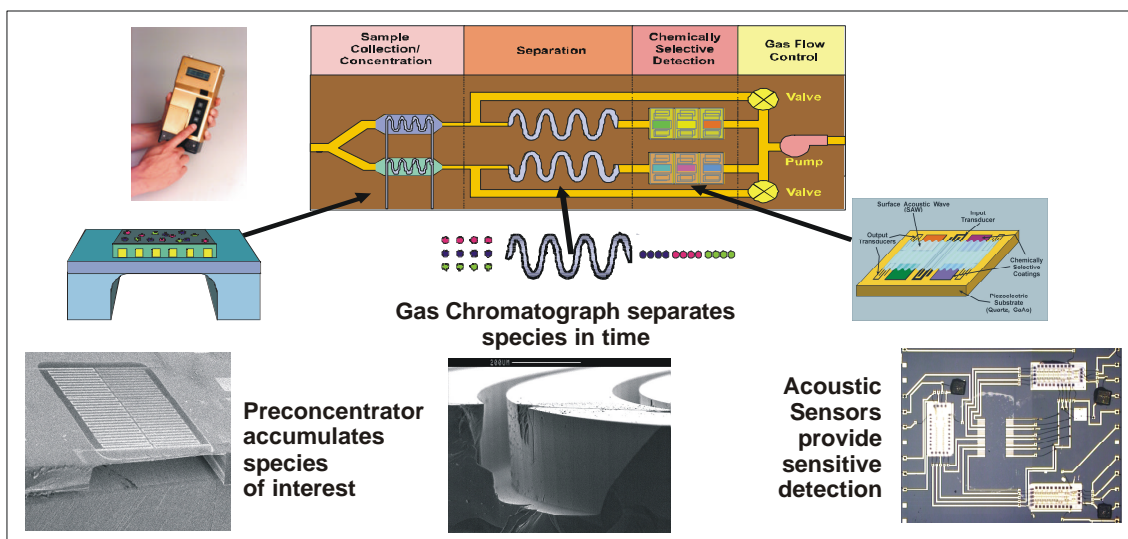 Sample
Collection/
Concentration
Separation
Chemically
Selective
Detection
Gas Flow
Control
Valve
Pump
Valve
Surface Acoustic Wave
(SAW)
Input
Transducer
Output
Transducers
Chemically
Selective
Coatings
Piezoelectric
Substrate
(Quartz, GaAs)
Gas Chromatograph separates
species in time
200UM
Preconcentrator
accumulates
species
of interest
Acoustic
Sensors
provide
sensitive
detection